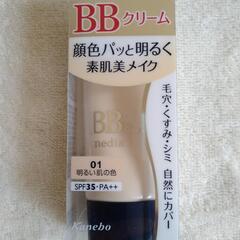 BBクリーム
顔色パッと明るく
素肌美メイク
毛穴・くすみ・シミ
自然にカバー
BB
media
01
明るい肌の色
SPF35・PA++
Kanebo